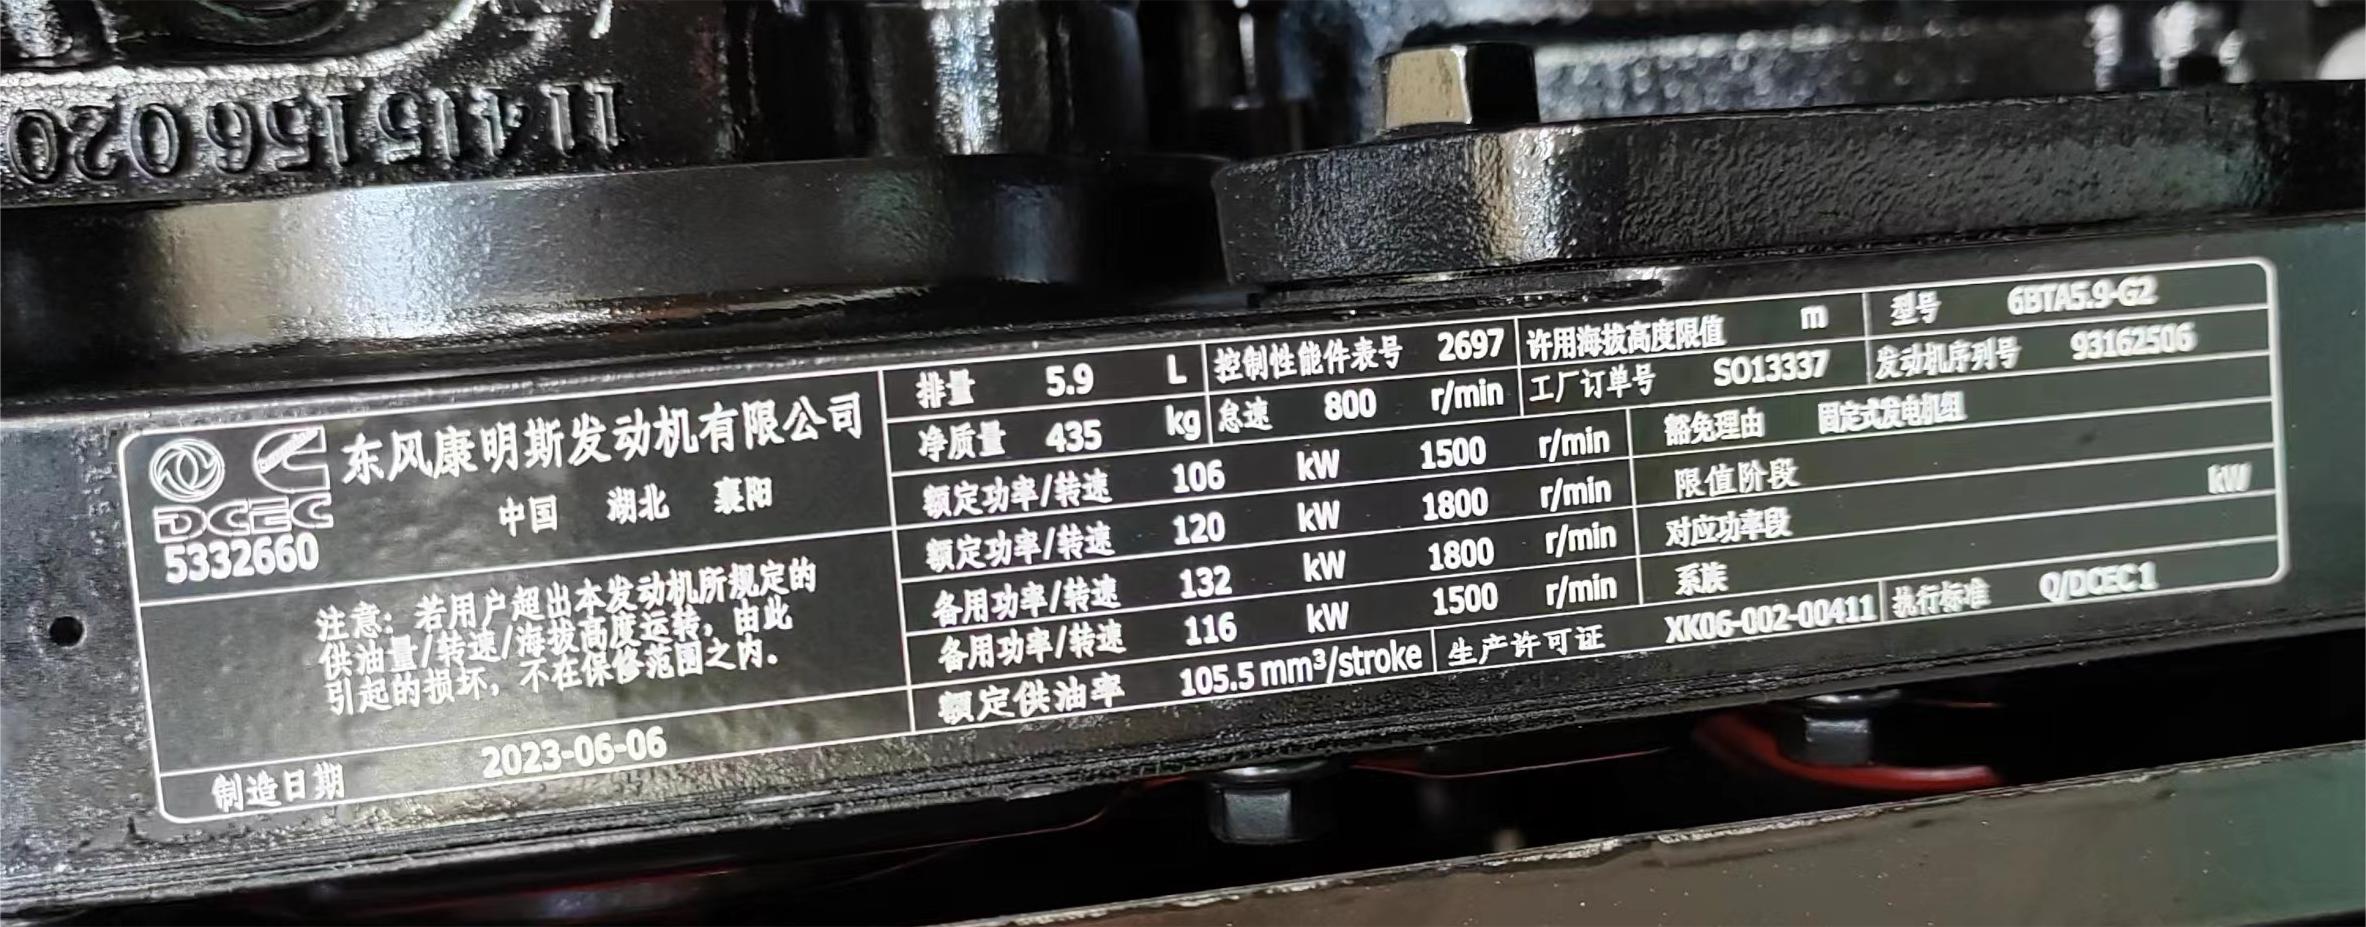 11415156020
东风康明斯发动机有限公司
中国 湖北 襄阳
DCEC
5332660
注意：若用户超出本发动机所规定的
供油量/转速/海拔高度运转，由此
引起的损坏，不在保修范围之内.
制造日期 2023-06-06
排量 5.9 L 控制性能件表号 2697 许用海拔高度限值 m 型号 6BTA5.9-G2
净质量 435 kg 怠速 800 r/min 工厂订单号 SO13337 发动机序列号 93162506
额定功率/转速 106 kW 1500 r/min 豁免理由 固定式发电机组
额定功率/转速 120 kW 1800 r/min 限值阶段
备用功率/转速 132 kW 1800 r/min 对应功率段 kW
备用功率/转速 116 kW 1500 r/min 系族
额定供油率 105.5 mm³/stroke 生产许可证 XK06-002-00411 执行标准 Q/DCEC 1